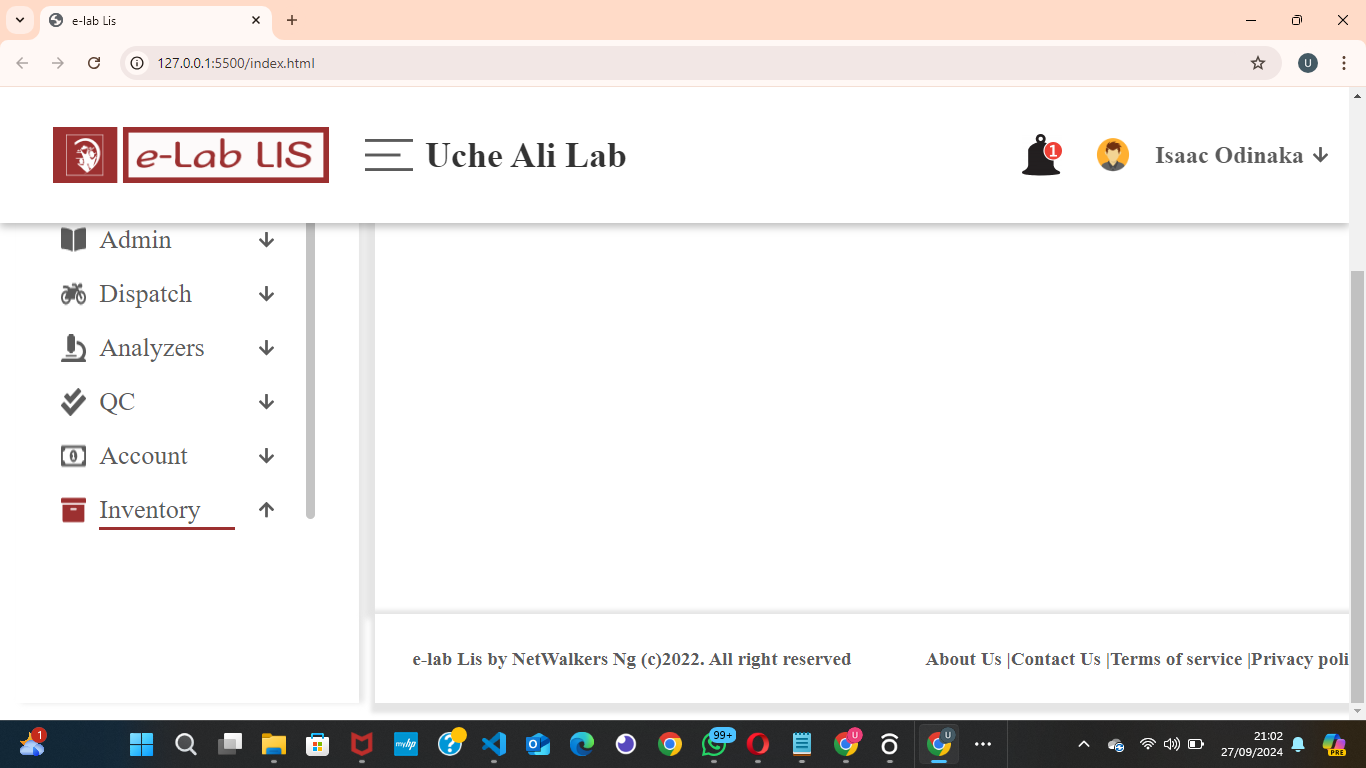 e-lab Lis
127.0.0.1:5500/index.html
U
e-Lab LIS
Uche Ali Lab
1
Isaac Odinaka
Admin
Dispatch
Analyzers
QC
Account
Inventory
e-lab Lis by NetWalkers Ng (c)2022. All right reserved
About Us |Contact Us |Terms of service |Privacy poli
1
myhp
99+
U
U
PRE
21:02
27/09/2024